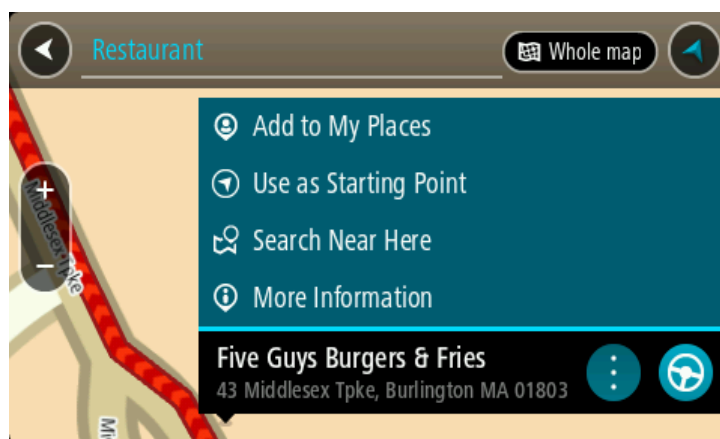 Restaurant
Whole map
Add to My Places
Use as Starting Point
Search Near Here
More Information
Middlesex Tpke
Five Guys Burgers & Fries
43 Middlesex Tpke, Burlington MA 01803
Mi